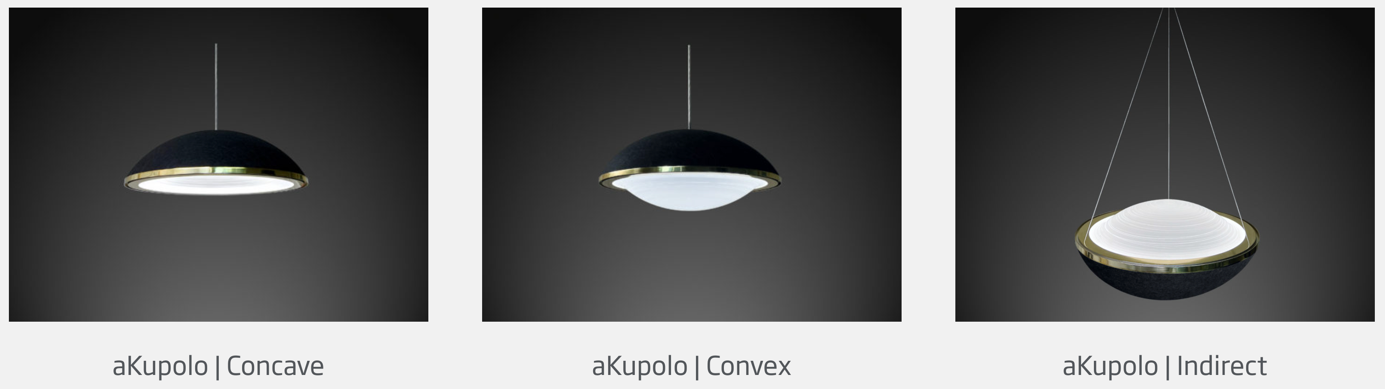 aKupolo | Concave
aKupolo | Convex
aKupolo | Indirect